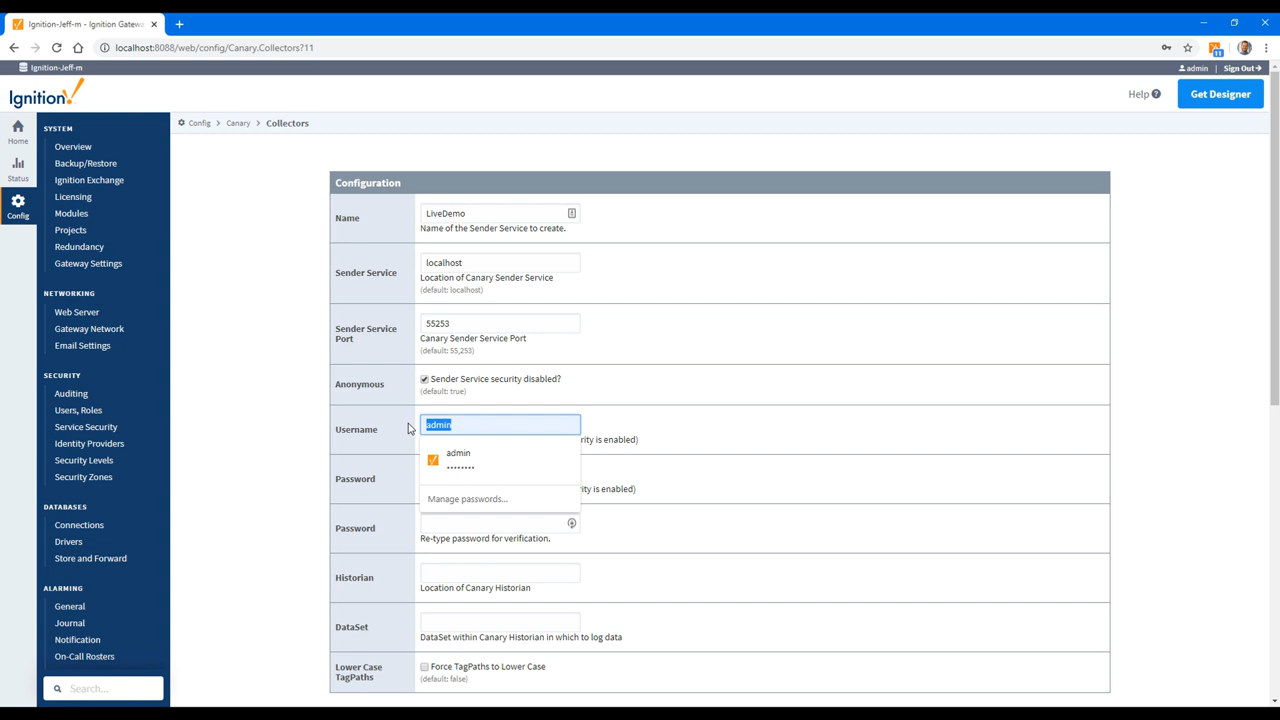 Ignition-Jeff-m - Ignition Gatew
localhost:8088/web/config/Canary.Collectors?11
11
Ignition-Jeff-m
admin | Sign Out
Ignition!
Help
Get Designer
Home
Status
Config
SYSTEM
Overview
Backup/Restore
Ignition Exchange
Licensing
Modules
Projects
Redundancy
Gateway Settings
NETWORKING
Web Server
Gateway Network
Email Settings
SECURITY
Auditing
Users, Roles
Service Security
Identity Providers
Security Levels
Security Zones
DATABASES
Connections
Drivers
Store and Forward
ALARMING
General
Journal
Notification
On-Call Rosters
Search...
Config > Canary > Collectors
Configuration
Name
LiveDemo
Name of the Sender Service to create.
Sender Service
localhost
Location of Canary Sender Service
(default: localhost)
Sender Service Port
55253
Canary Sender Service Port
(default: 55,253)
Anonymous
Sender Service security disabled?
(default: true)
Username
admin
rity is enabled)
admin
••••••••
Manage passwords...
Password
ity is enabled)
Password
Re-type password for verification.
Historian
Location of Canary Historian
DataSet
DataSet within Canary Historian in which to log data
Lower Case TagPaths
Force TagPaths to Lower Case
(default: false)